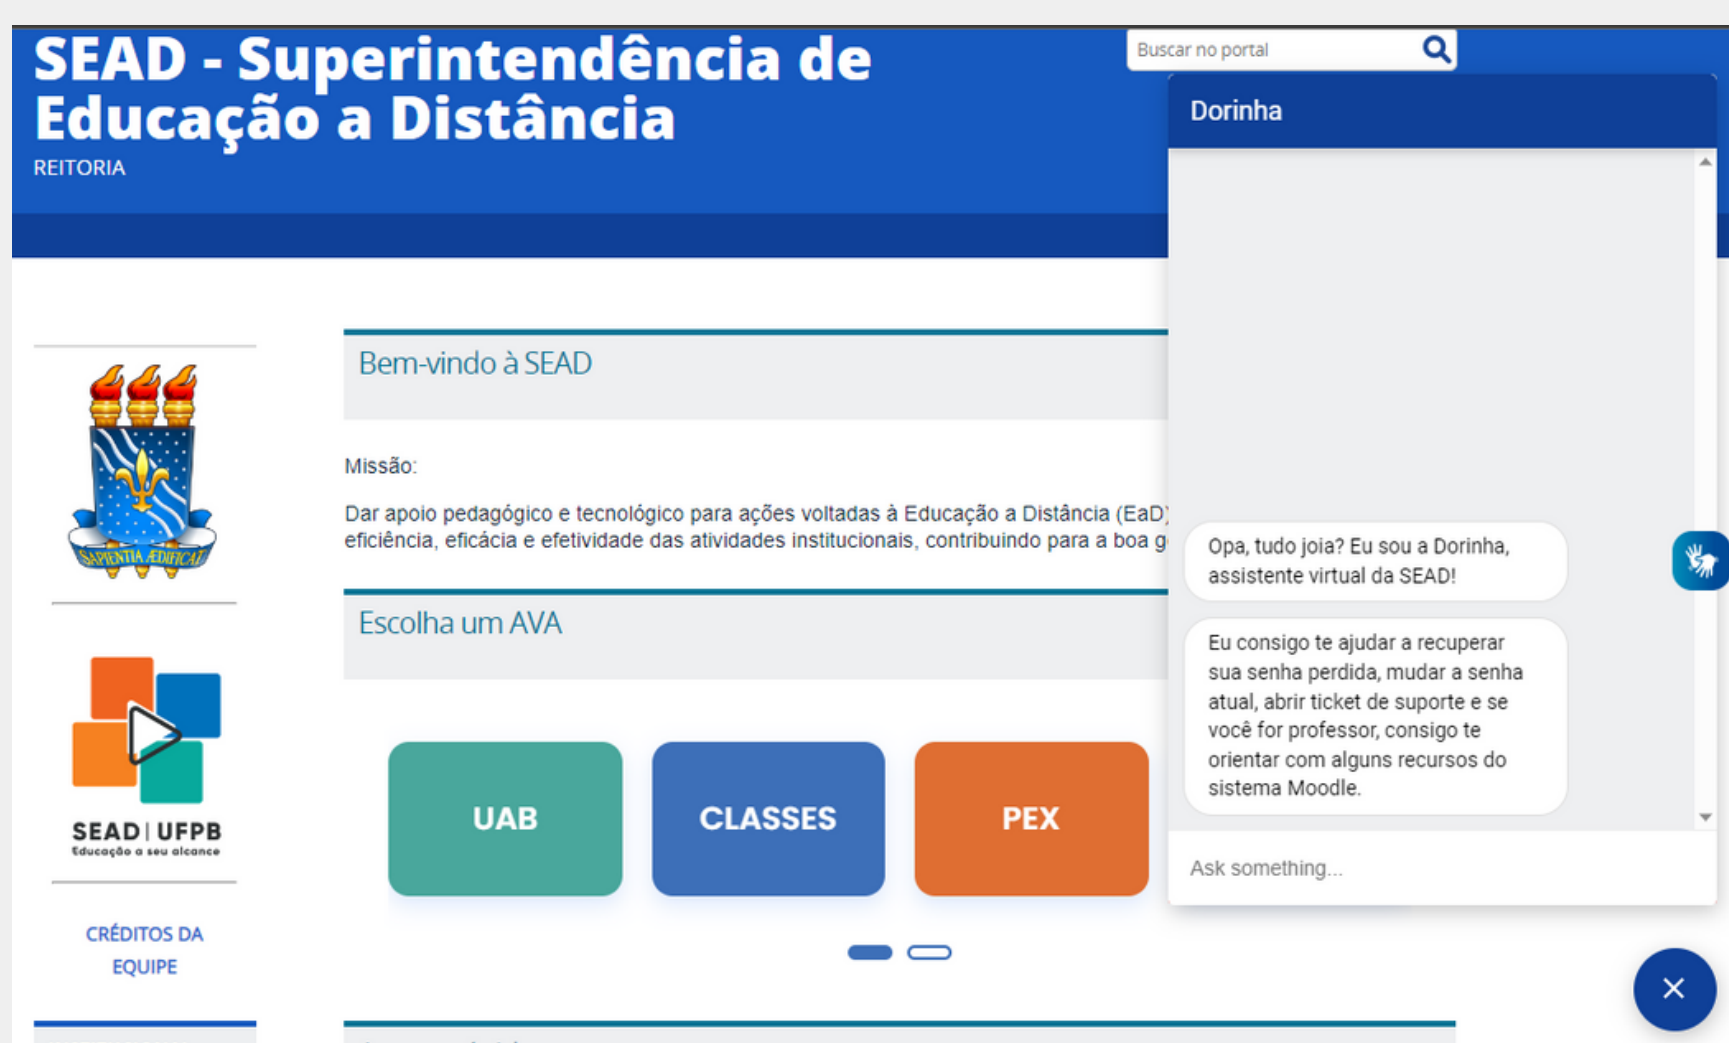 SEAD - Superintendência de
Educação a Distância
REITORIA
Buscar no portal
Dorinha
Bem-vindo à SEAD
Missão:
Dar apoio pedagógico e tecnológico para ações voltadas à Educação a Distância (EaD)
eficiência, eficácia e efetividade das atividades institucionais, contribuindo para a boa g
Escolha um AVA
UAB
CLASSES
PEX
SAPIENTIA ÆDIFICAT
SEAD | UFPB
Educação a seu alcance
CRÉDITOS DA
EQUIPE
Opa, tudo joia? Eu sou a Dorinha,
assistente virtual da SEAD!
Eu consigo te ajudar a recuperar
sua senha perdida, mudar a senha
atual, abrir ticket de suporte e se
você for professor, consigo te
orientar com alguns recursos do
sistema Moodle.
Ask something...